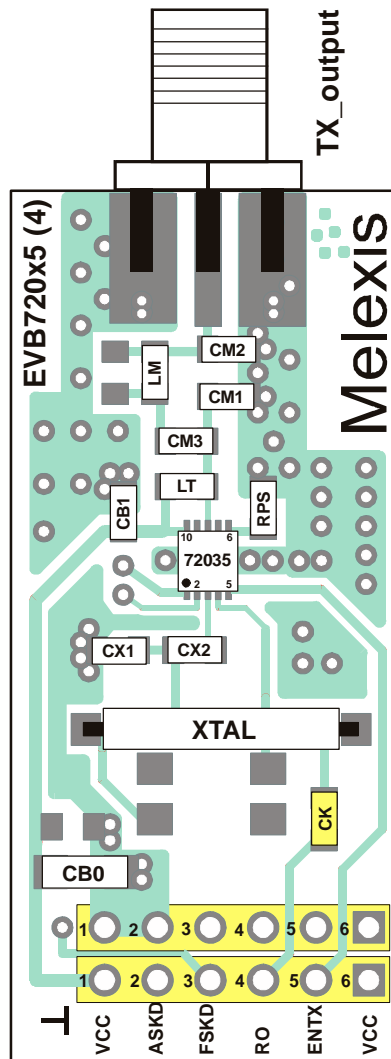 TX_output
EVB720x5 (4)
Melexis
CM2
LM
CM1
CM3
LT
CB1
RPS
10 6
72035
2 5
CX1 CX2
XTAL
CK
CB0
1 2 3 4 5 6
1 2 3 4 5 6
VCC ASKD FSKD RO ENTX VCC